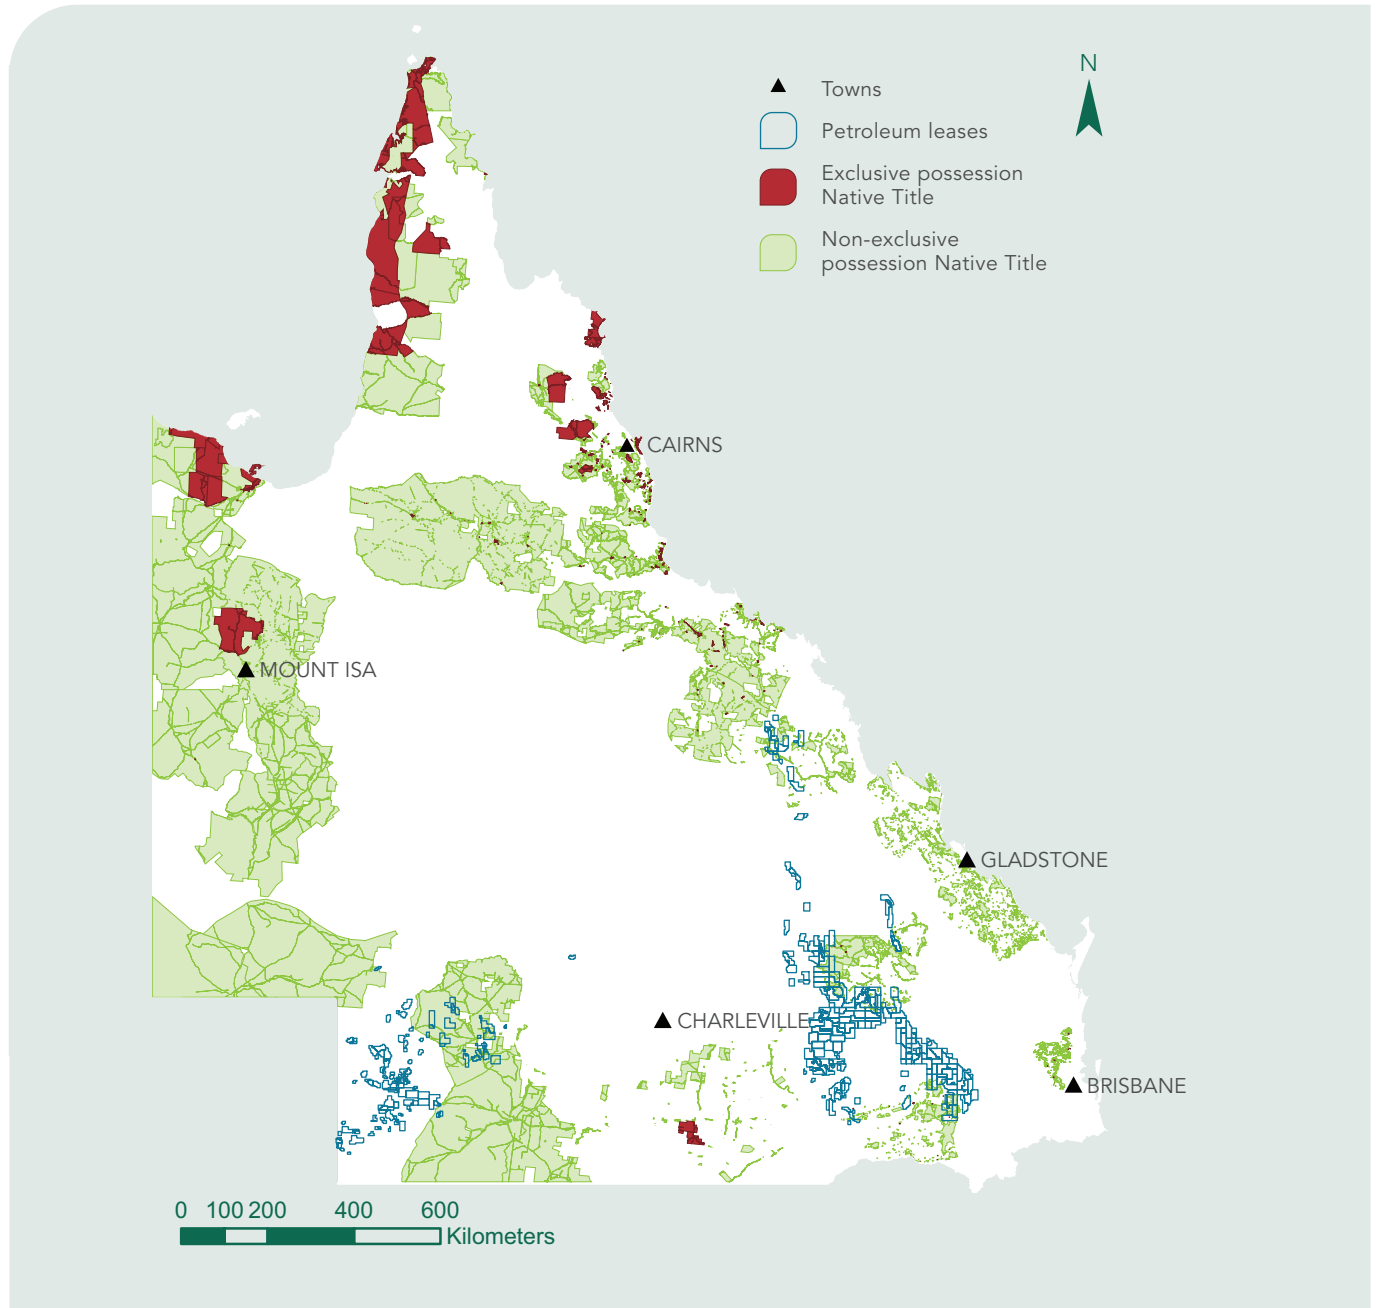 N
Towns
Petroleum leases
Exclusive possession
Native Title
Non-exclusive
possession Native Title
CAIRNS
MOUNT ISA
GLADSTONE
CHARLEVILLE
BRISBANE
0 100 200 400 600
Kilometers